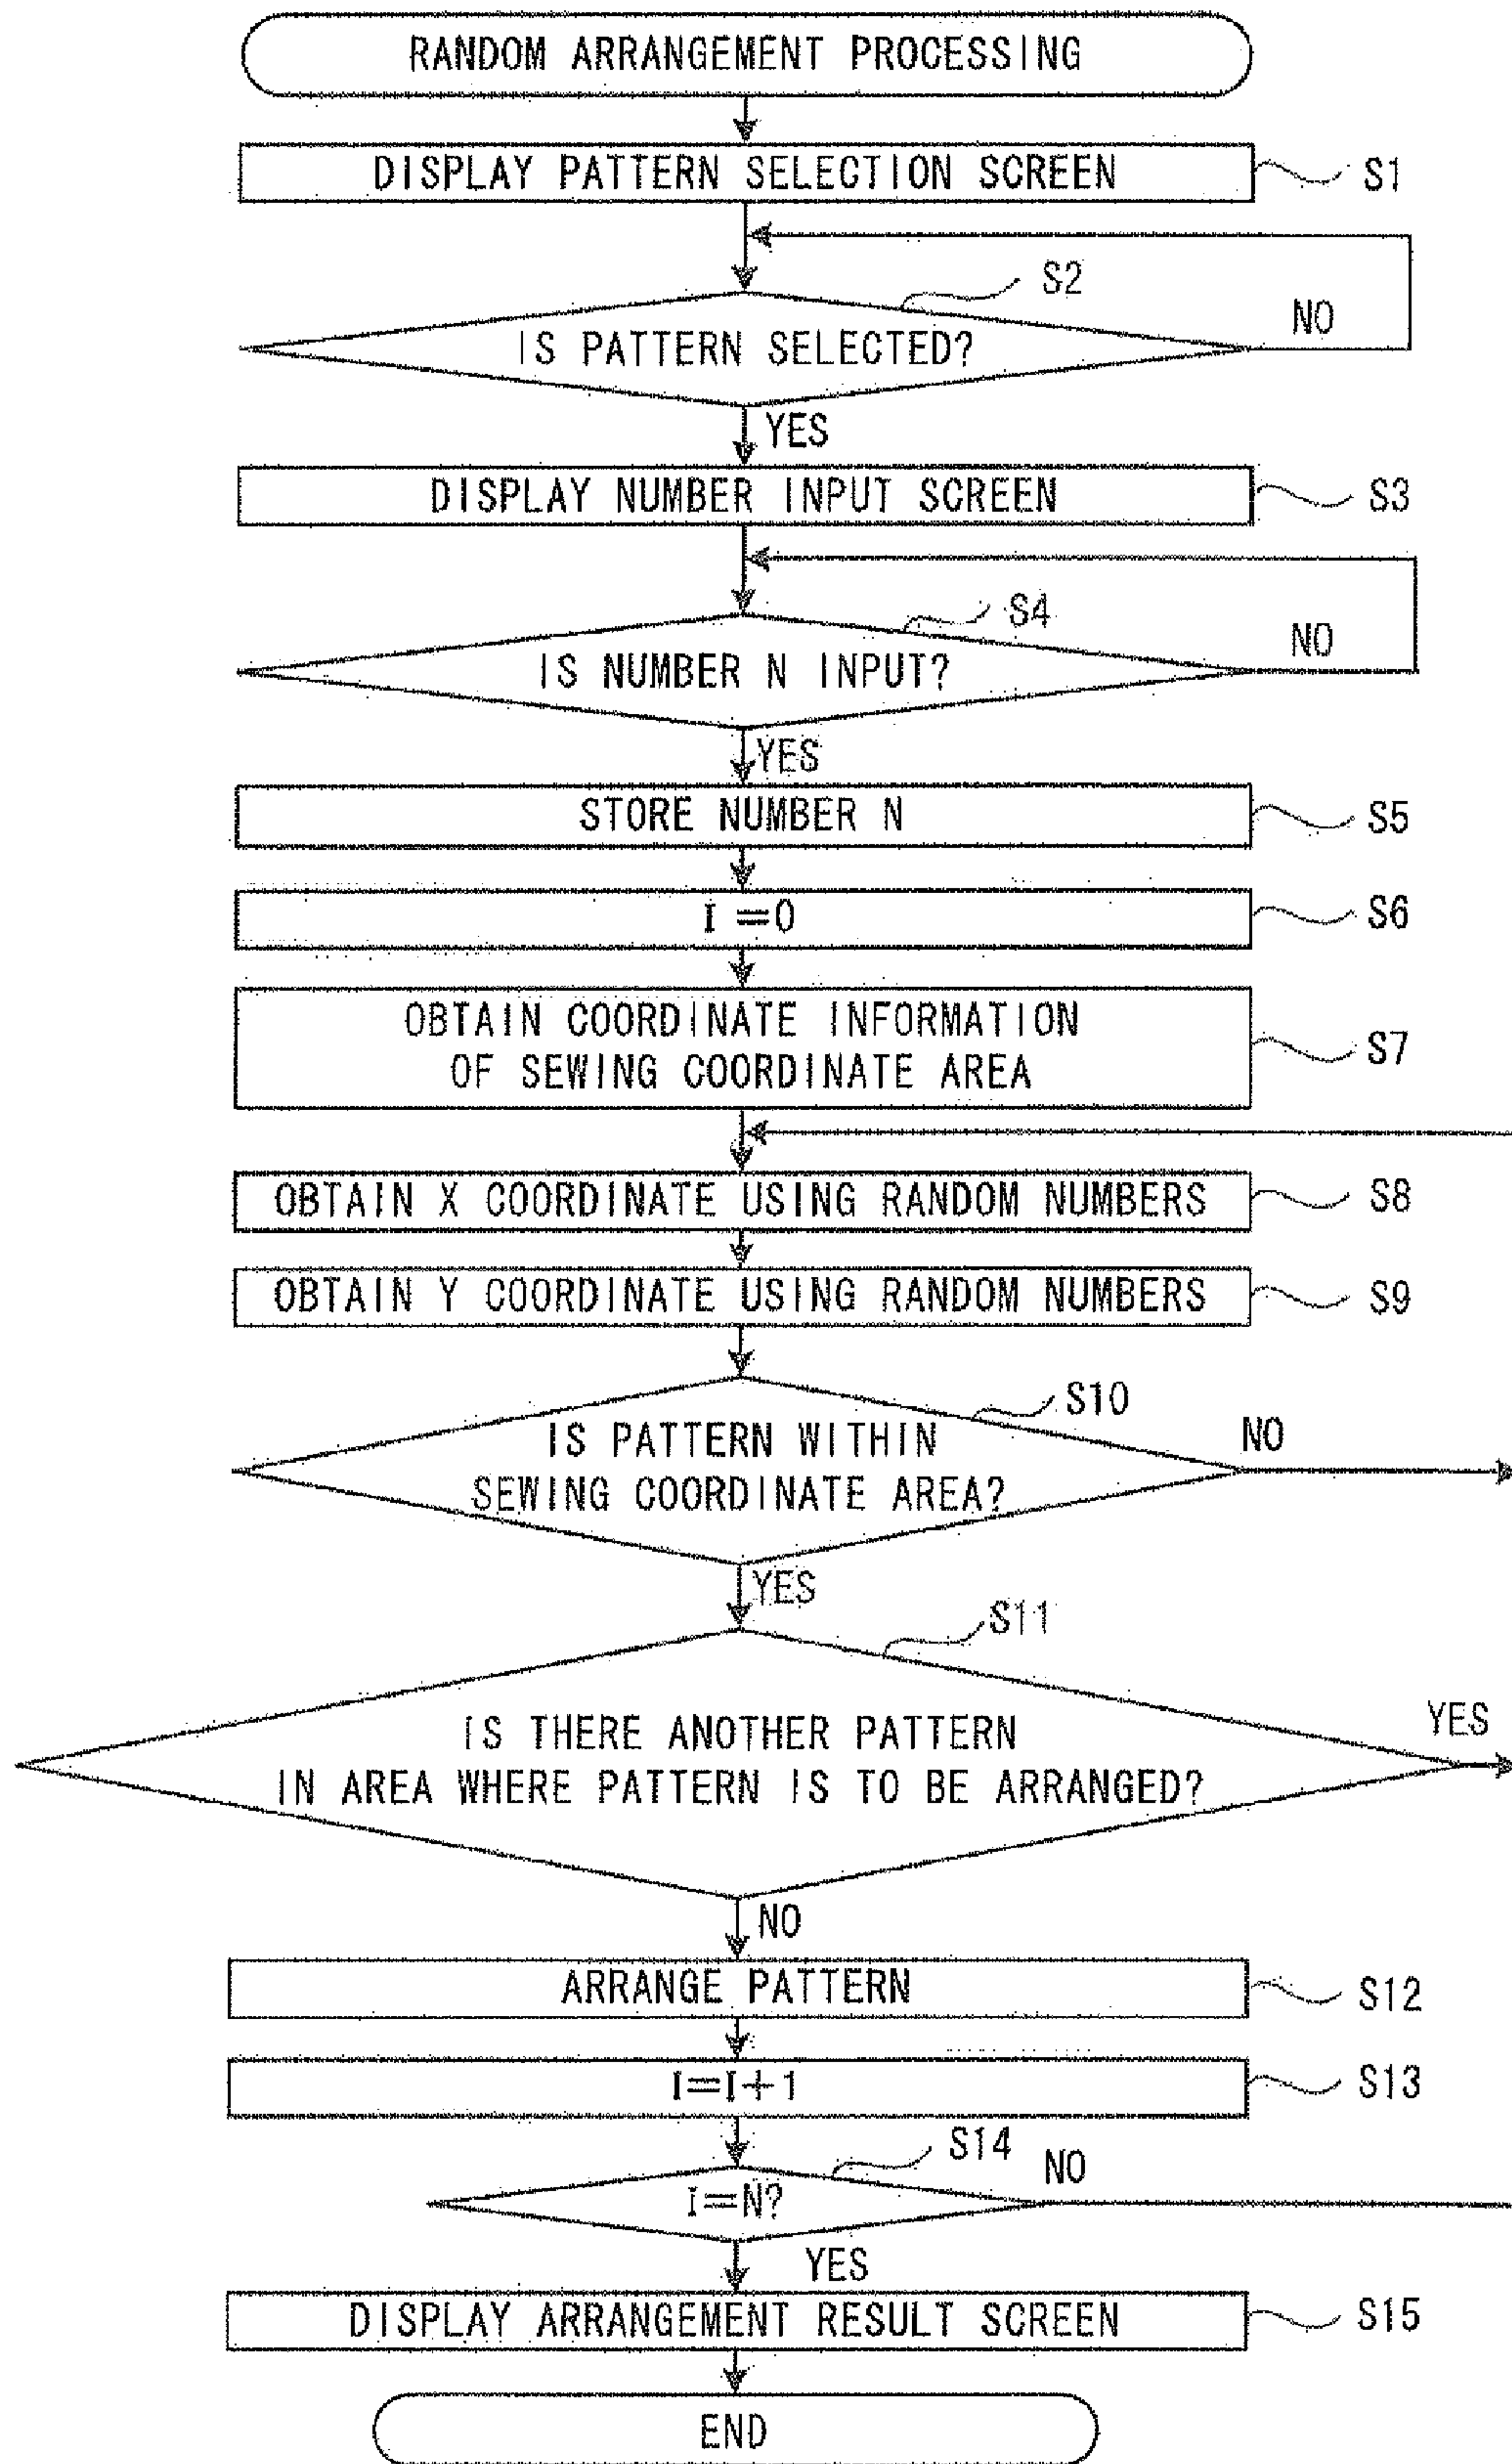 RANDOM ARRANGEMENT PROCESSING
DISPLAY PATTERN SELECTION SCREEN
S1
S2
IS PATTERN SELECTED?
NO
YES
DISPLAY NUMBER INPUT SCREEN
S3
S4
IS NUMBER N INPUT?
NO
YES
STORE NUMBER N
S5
I=0
S6
OBTAIN COORDINATE INFORMATION
OF SEWING COORDINATE AREA
S7
OBTAIN X COORDINATE USING RANDOM NUMBERS
S8
OBTAIN Y COORDINATE USING RANDOM NUMBERS
S9
S10
IS PATTERN WITHIN
SEWING COORDINATE AREA?
NO
YES
S11
IS THERE ANOTHER PATTERN
IN AREA WHERE PATTERN IS TO BE ARRANGED?
YES
NO
ARRANGE PATTERN
S12
I=I+1
S13
S14
I=N?
NO
YES
DISPLAY ARRANGEMENT RESULT SCREEN
S15
END